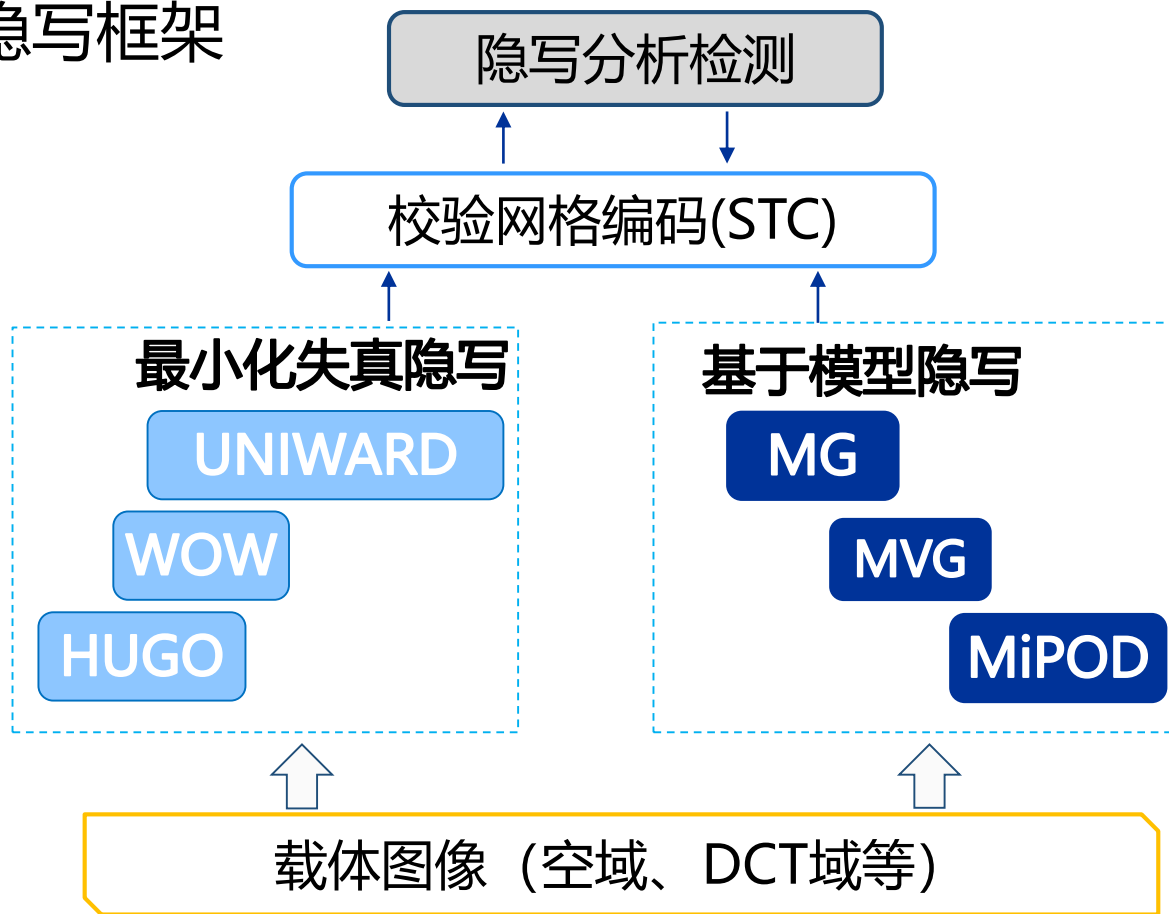 隐写框架
隐写分析检测
校验网格编码(STC)
最小化失真隐写
UNIWARD
WOW
HUGO
基于模型隐写
MG
MVG
MiPOD
载体图像（空域、DCT域等）